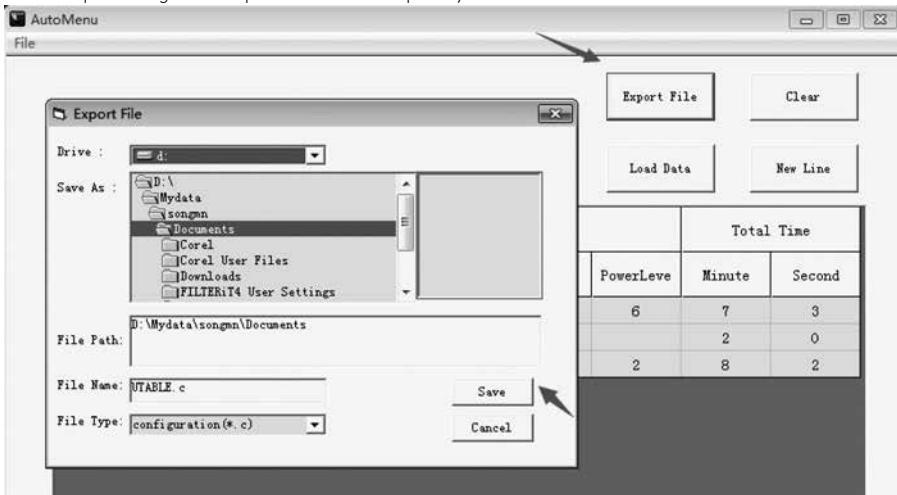 AutoMenu
File
Export File
Clear
Load Data
New Line
Total Time
PowerLeve
Minute
Second
6
7
3
2
0
2
8
2
Export File
Drive :
d:
Save As :
D:\
Mydata
songmn
Documents
Corel
Corel User Files
Downloads
FILTERiT4 User Settings
File Path:
D:\Mydata\songmn\Documents
File Name:
UTABLE.c
Save
File Type:
configuration(*.c)
Cancel